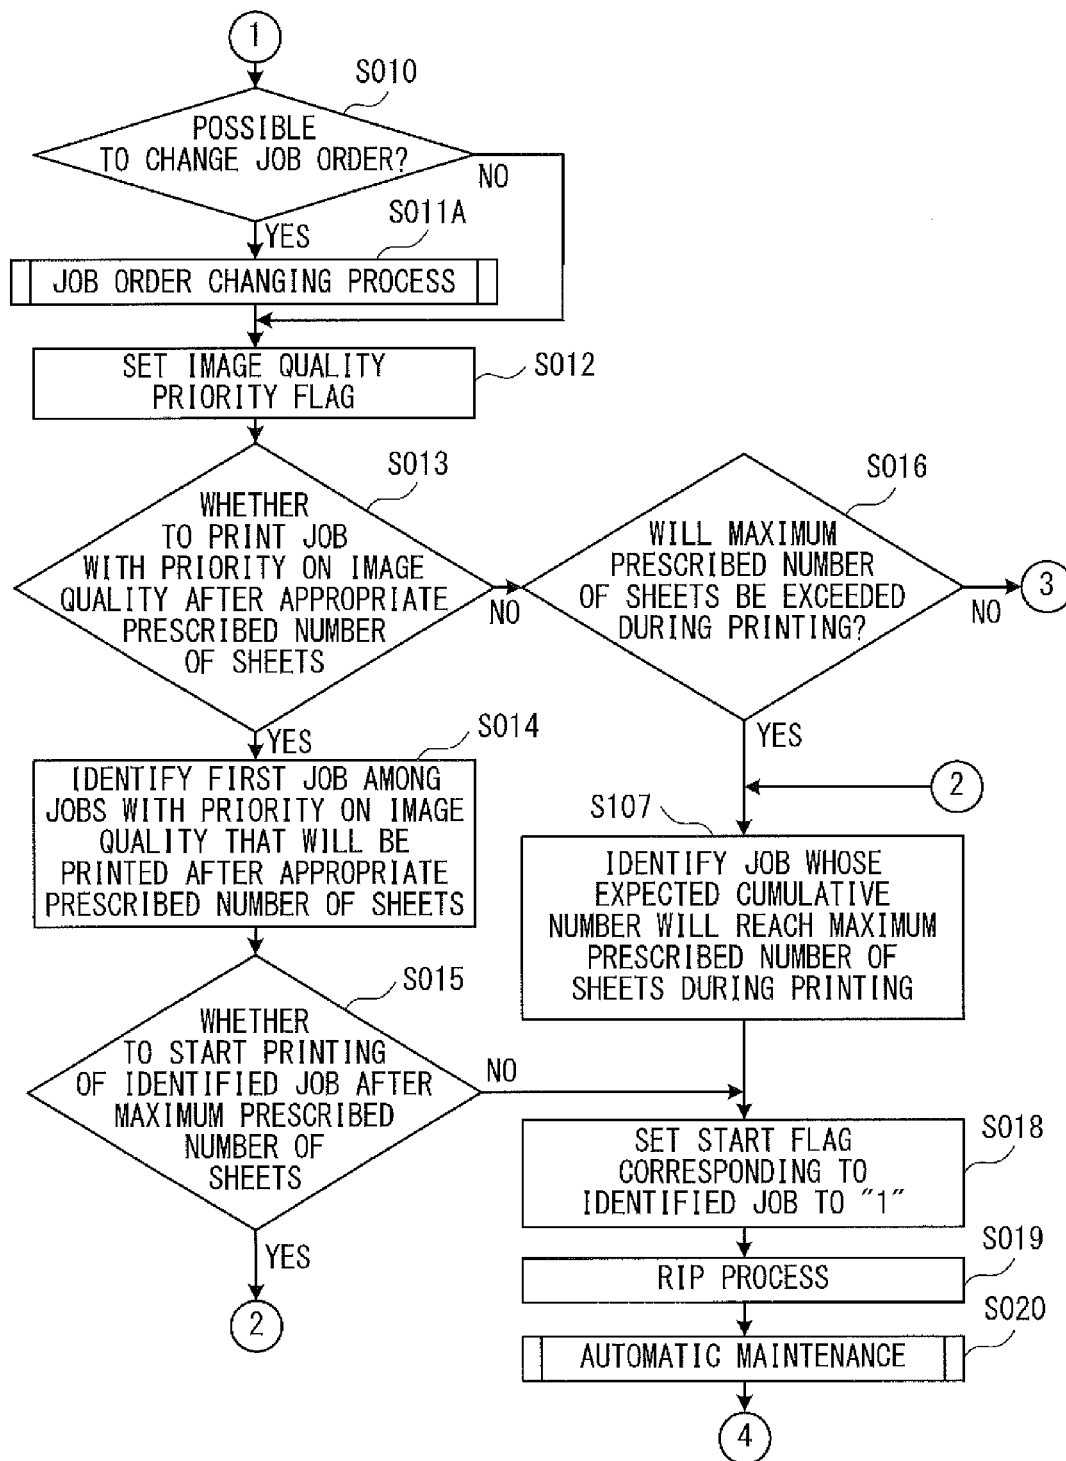 1
S010
POSSIBLE
TO CHANGE JOB ORDER?
NO
YES
S011A
JOB ORDER CHANGING PROCESS
SET IMAGE QUALITY
PRIORITY FLAG
S012
S013
WHETHER
TO PRINT JOB
WITH PRIORITY ON IMAGE
QUALITY AFTER APPROPRIATE
PRESCRIBED NUMBER
OF SHEETS
NO
YES
S016
WILL MAXIMUM
PRESCRIBED NUMBER
OF SHEETS BE EXCEEDED
DURING PRINTING?
NO
3
YES
S014
IDENTIFY FIRST JOB AMONG
JOBS WITH PRIORITY ON IMAGE
QUALITY THAT WILL BE
PRINTED AFTER APPROPRIATE
PRESCRIBED NUMBER OF SHEETS
2
S107
IDENTIFY JOB WHOSE
EXPECTED CUMULATIVE
NUMBER WILL REACH MAXIMUM
PRESCRIBED NUMBER OF
SHEETS DURING PRINTING
S015
WHETHER
TO START PRINTING
OF IDENTIFIED JOB AFTER
MAXIMUM PRESCRIBED
NUMBER OF
SHEETS
NO
YES
2
SET START FLAG
CORRESPONDING TO
IDENTIFIED JOB TO "1"
S018
RIP PROCESS
S019
AUTOMATIC MAINTENANCE
S020
4